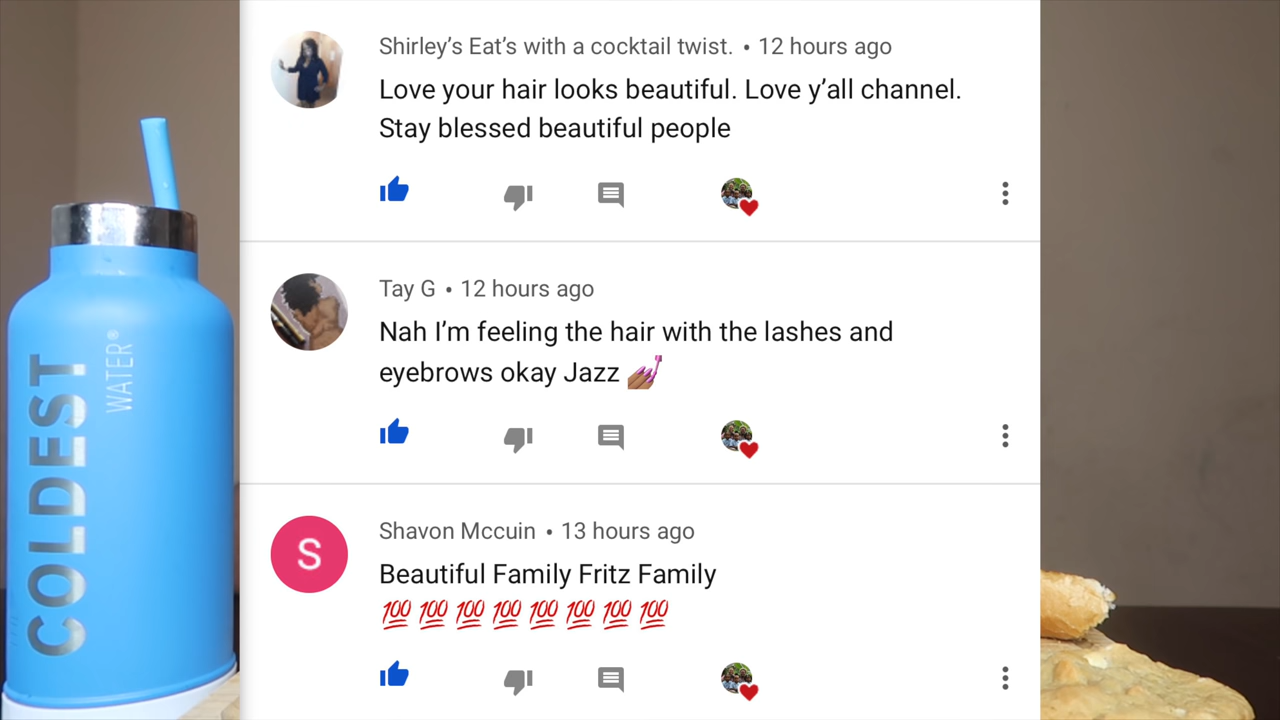 Shirley’s Eat’s with a cocktail twist. • 12 hours ago
Love your hair looks beautiful. Love y’all channel.
Stay blessed beautiful people
Tay G • 12 hours ago
Nah I’m feeling the hair with the lashes and
eyebrows okay Jazz 💅🏾
S
Shavon Mccuin • 13 hours ago
Beautiful Family Fritz Family
💯 💯 💯 💯 💯 💯 💯 💯
COLDEST
WATER®